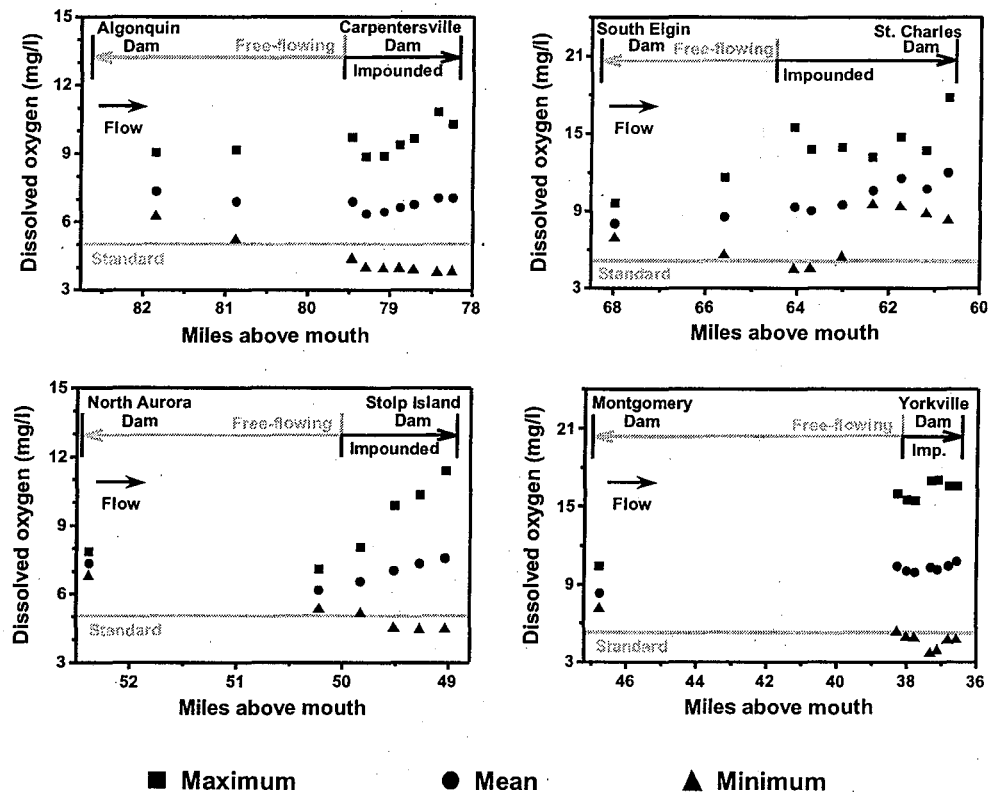 Algonquin Dam
Carpentersville Dam
Free-flowing
Impounded
Flow
Standard
Dissolved oxygen (mg/l)
15
12
9
6
3
82
81
80
79
78
Miles above mouth
South Elgin Dam
St. Charles Dam
Free-flowing
Impounded
Flow
Standard
Dissolved oxygen (mg/l)
21
15
9
3
68
66
64
62
60
Miles above mouth
North Aurora Dam
Stolp Island Dam
Free-flowing
Impounded
Flow
Standard
Dissolved oxygen (mg/l)
15
12
9
6
3
52
51
50
49
Miles above mouth
Montgomery Dam
Yorkville Dam
Free-flowing
Imp.
Flow
Standard
Dissolved oxygen (mg/l)
21
15
9
3
46
44
42
40
38
36
Miles above mouth
Maximum
Mean
Minimum